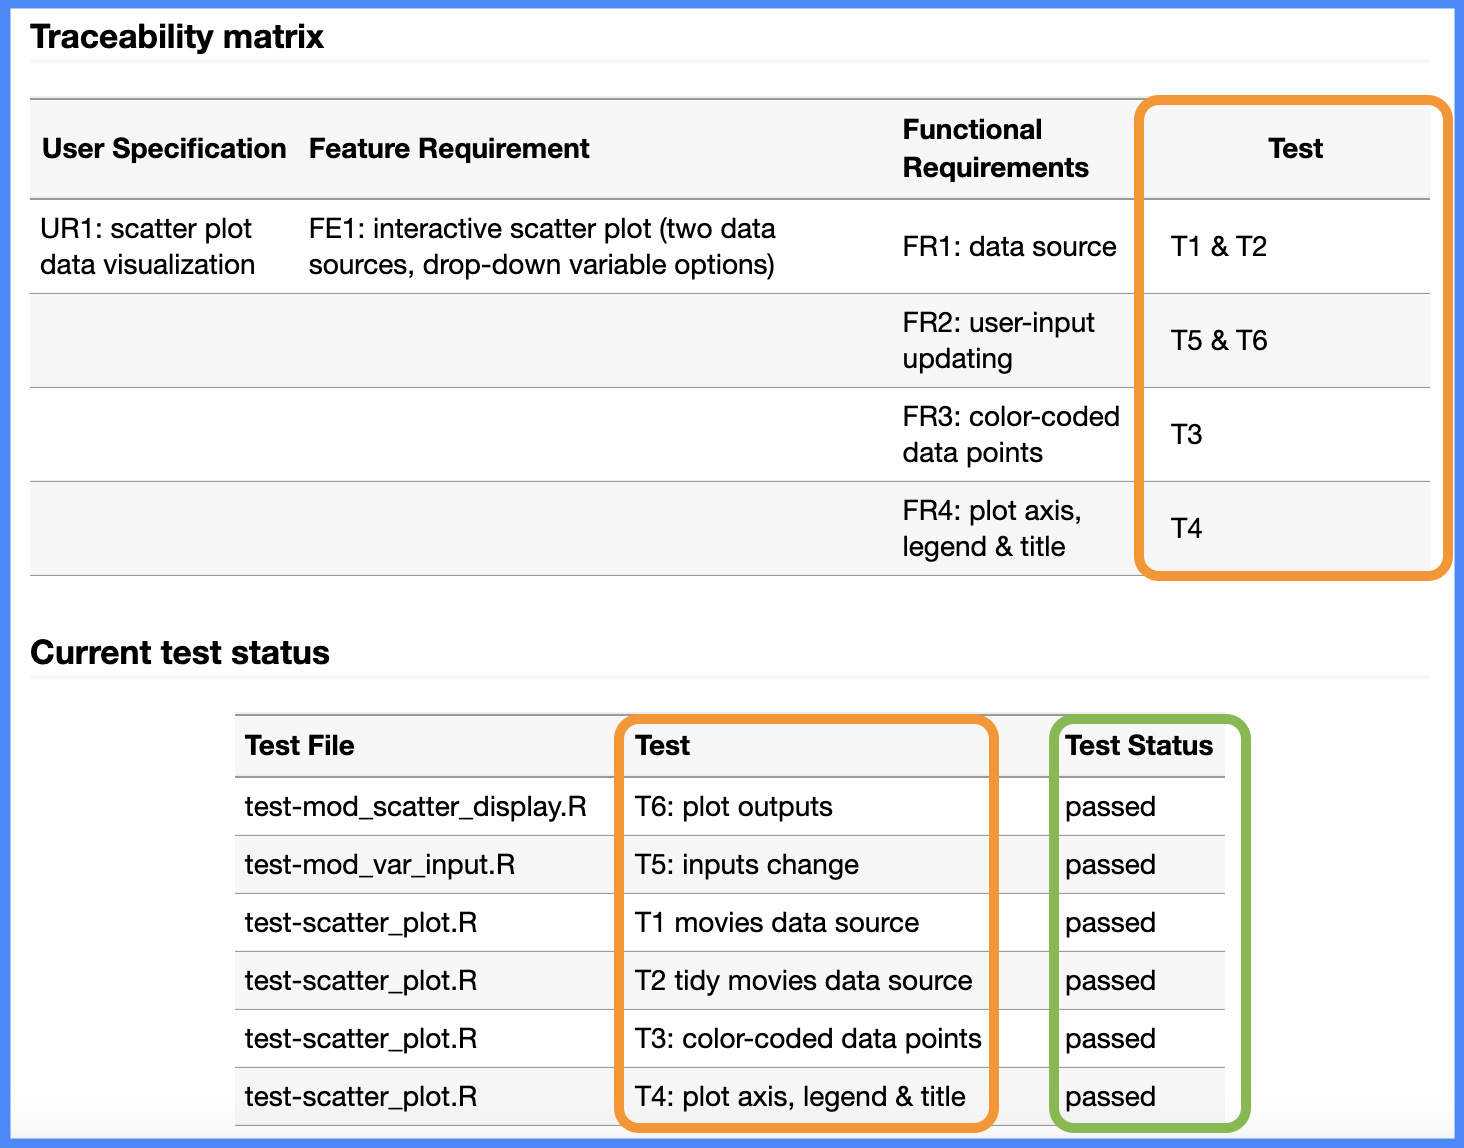 Traceability matrix
User Specification Feature Requirement Functional Requirements Test
UR1: scatter plot data visualization FE1: interactive scatter plot (two data sources, drop-down variable options) FR1: data source T1 & T2
FR2: user-input updating T5 & T6
FR3: color-coded data points T3
FR4: plot axis, legend & title T4
Current test status
Test File Test Test Status
test-mod_scatter_display.R T6: plot outputs passed
test-mod_var_input.R T5: inputs change passed
test-scatter_plot.R T1 movies data source passed
test-scatter_plot.R T2 tidy movies data source passed
test-scatter_plot.R T3: color-coded data points passed
test-scatter_plot.R T4: plot axis, legend & title passed